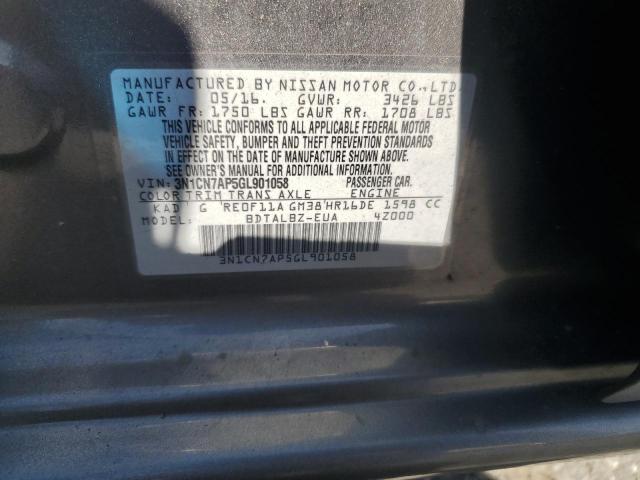 MANUFACTURED BY NISSAN MOTOR CO.,LTD.
DATE: 05/16. GVWR: 3426 LBS
GAWR FR: 1750 LBS GAWR RR: 1708 LBS
THIS VEHICLE CONFORMS TO ALL APPLICABLE FEDERAL MOTOR
VEHICLE SAFETY, BUMPER AND THEFT PREVENTION STANDARDS
IN EFFECT ON THE DATE OF MANUFACTURE SHOWN ABOVE.
SEE OWNER'S MANUAL FOR ADDITIONAL INFORMATION
VIN: 3N1CN7AP5GL901058 PASSENGER CAR.
COLOR TRIM TRANS AXLE ENGINE
KAD G RE0F11A GM38 HR16DE 1598 CC
MODEL: BDTALBZ-EUA 4Z000
3N1CN7AP5GL901058